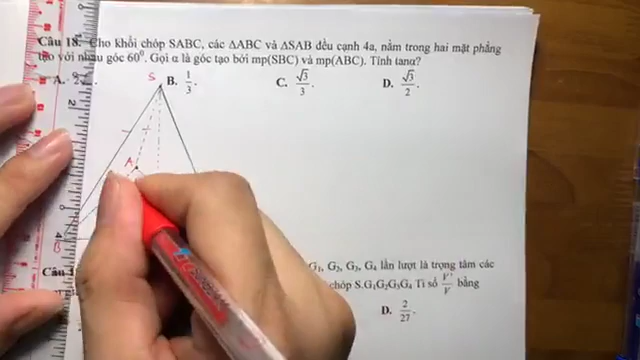 Câu 18. Cho khối chóp SABC, các ΔABC và ΔSAB đều cạnh 4a, nằm trong hai mặt phẳng
tạo với nhau góc 60⁰. Gọi α là góc tạo bởi mp(SBC) và mp(ABC). Tính tanα?
A. 2 B. 1/3. C. √3/3. D. √3/2.
S
A
B
Câu
G₁, G₂, G₃, G₄ lần lượt là trọng tâm các
chóp S.G₁G₂G₃G₄ Tỉ số V'/V bằng
D. 2/27.